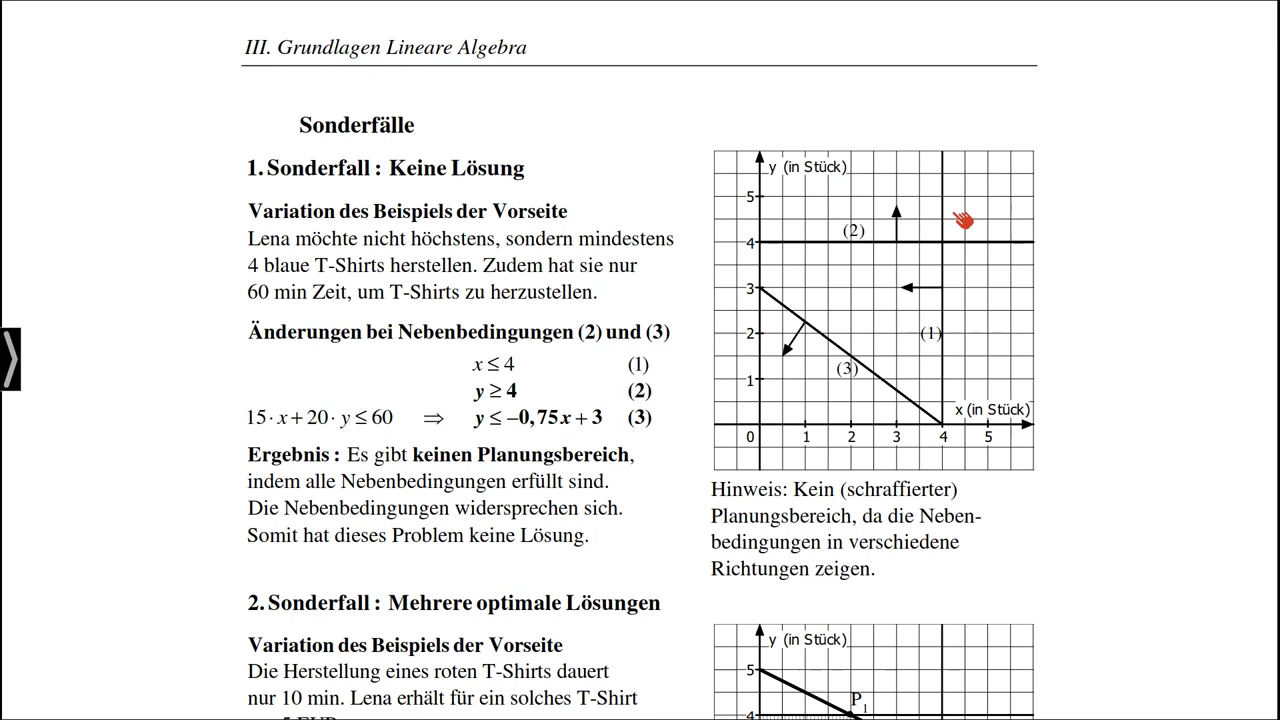 III. Grundlagen Lineare Algebra
Sonderfälle
1. Sonderfall : Keine Lösung
Variation des Beispiels der Vorseite
Lena möchte nicht höchstens, sondern mindestens
4 blaue T-Shirts herstellen. Zudem hat sie nur
60 min Zeit, um T-Shirts zu herzustellen.
Änderungen bei Nebenbedingungen (2) und (3)
x ≤ 4 (1)
y ≥ 4 (2)
15 · x + 20 · y ≤ 60 ⇒ y ≤ −0,75x + 3 (3)
Ergebnis : Es gibt keinen Planungsbereich,
indem alle Nebenbedingungen erfüllt sind.
Die Nebenbedingungen widersprechen sich.
Somit hat dieses Problem keine Lösung.
y (in Stück)
5
(2)
4
3
2
(1)
(3)
1
x (in Stück)
0 1 2 3 4 5
Hinweis: Kein (schraffierter)
Planungsbereich, da die Neben-
bedingungen in verschiedene
Richtungen zeigen.
2. Sonderfall : Mehrere optimale Lösungen
Variation des Beispiels der Vorseite
Die Herstellung eines roten T-Shirts dauert
nur 10 min. Lena erhält für ein solches T-Shirt
5 EUR
y (in Stück)
5
P1
4